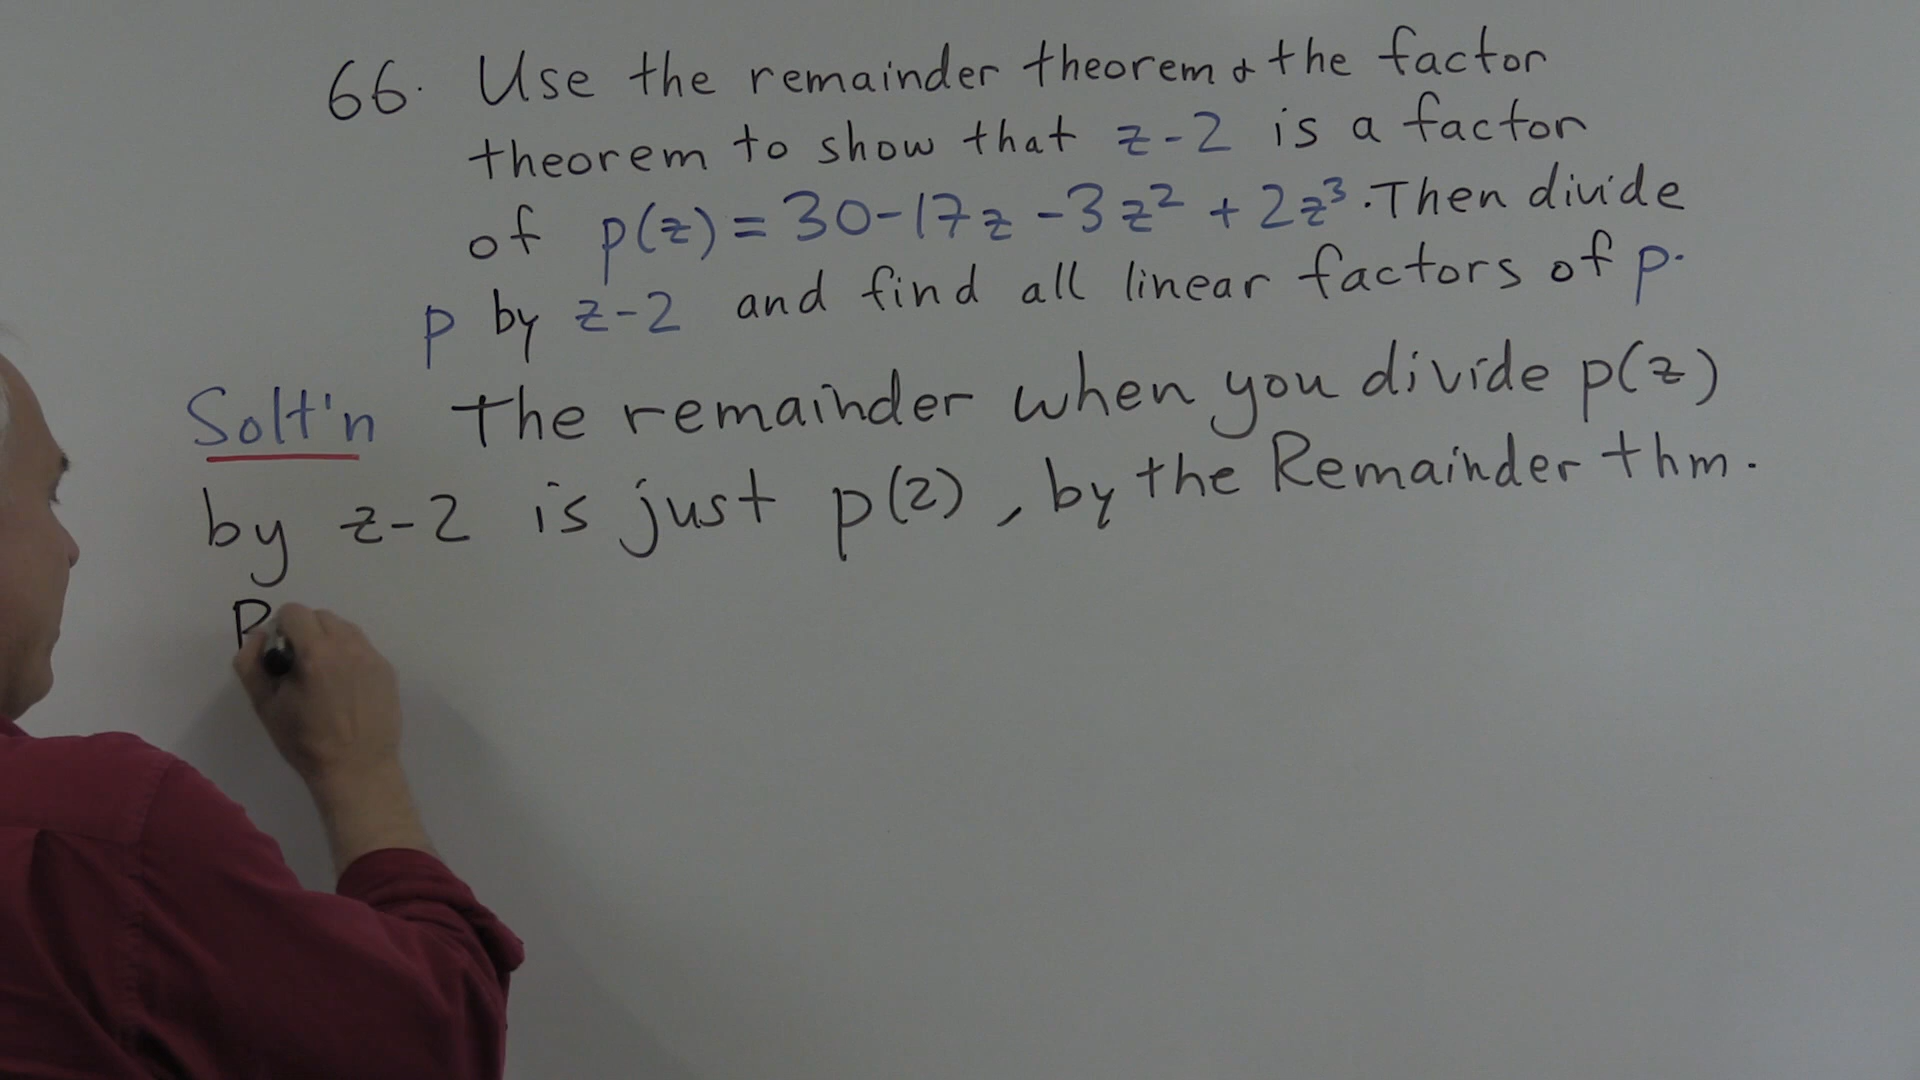 66. Use the remainder theorem & the factor
theorem to show that z-2 is a factor
of p(z) = 30-17z-3z²+2z³. Then divide
p by z-2 and find all linear factors of p.
Solt'n The remainder when you divide p(z)
by z-2 is just p(2), by the Remainder thm.
P